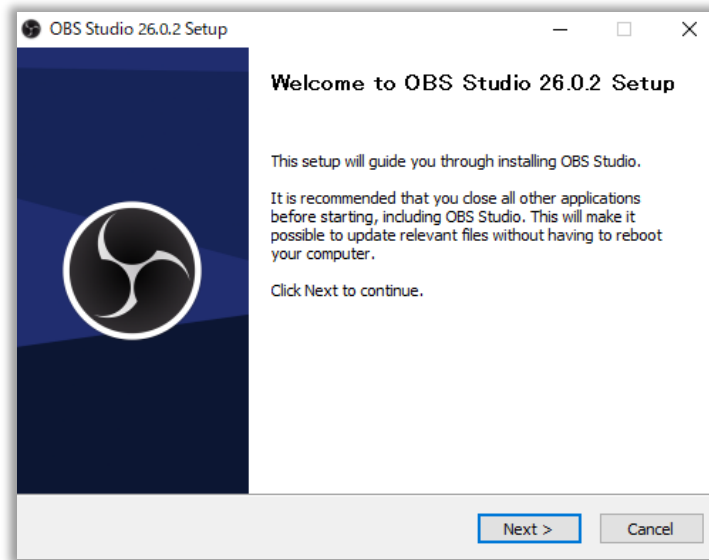 OBS Studio 26.0.2 Setup
Welcome to OBS Studio 26.0.2 Setup
This setup will guide you through installing OBS Studio.
It is recommended that you close all other applications
before starting, including OBS Studio. This will make it
possible to update relevant files without having to reboot
your computer.
Click Next to continue.
Next >
Cancel